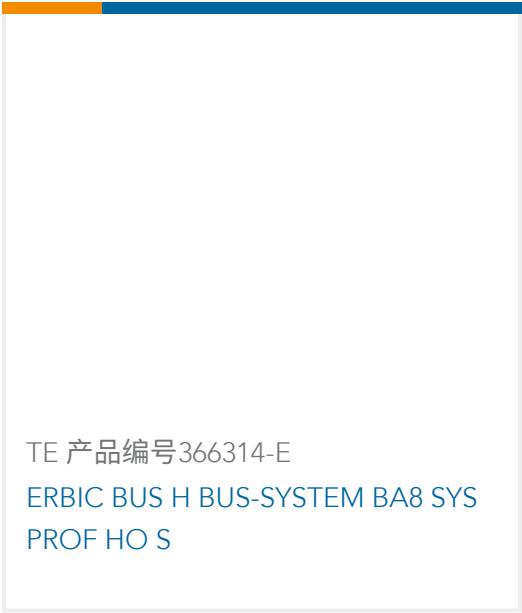 TE 产品编号366314-E
ERBIC BUS H BUS-SYSTEM BA8 SYS
PROF HO S